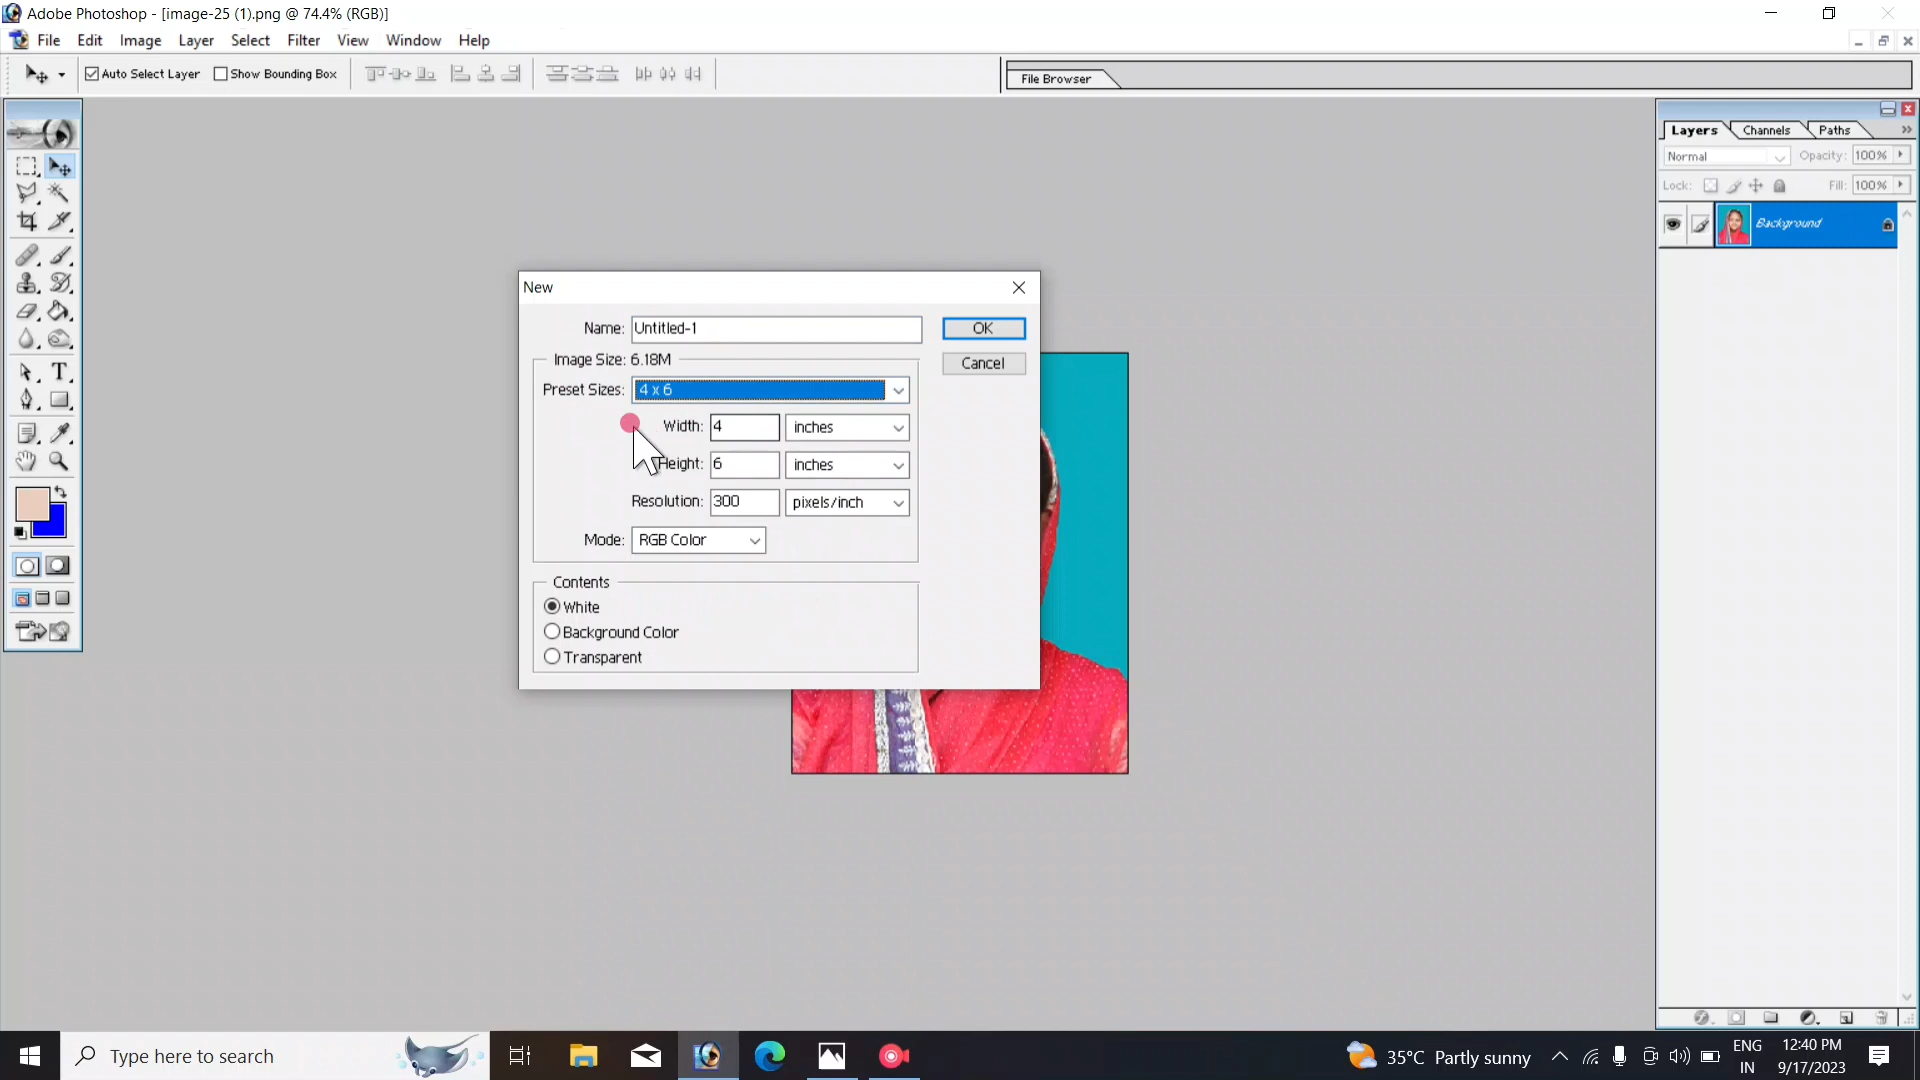 Adobe Photoshop - [image-25 (1).png @ 74.4% (RGB)]
File Edit Image Layer Select Filter View Window Help
Auto Select Layer Show Bounding Box
File Browser
Layers Channels Paths
Normal Opacity: 100%
Lock: Fill: 100%
Background
New
Name: Untitled-1 OK
Image Size: 6.18M
Cancel
Preset Sizes: 4 x 6
Width: 4 inches
Height: 6 inches
Resolution: 300 pixels/inch
Mode: RGB Color
Contents
White
Background Color
Transparent
Type here to search
35°C Partly sunny
ENG
IN
12:40 PM
9/17/2023